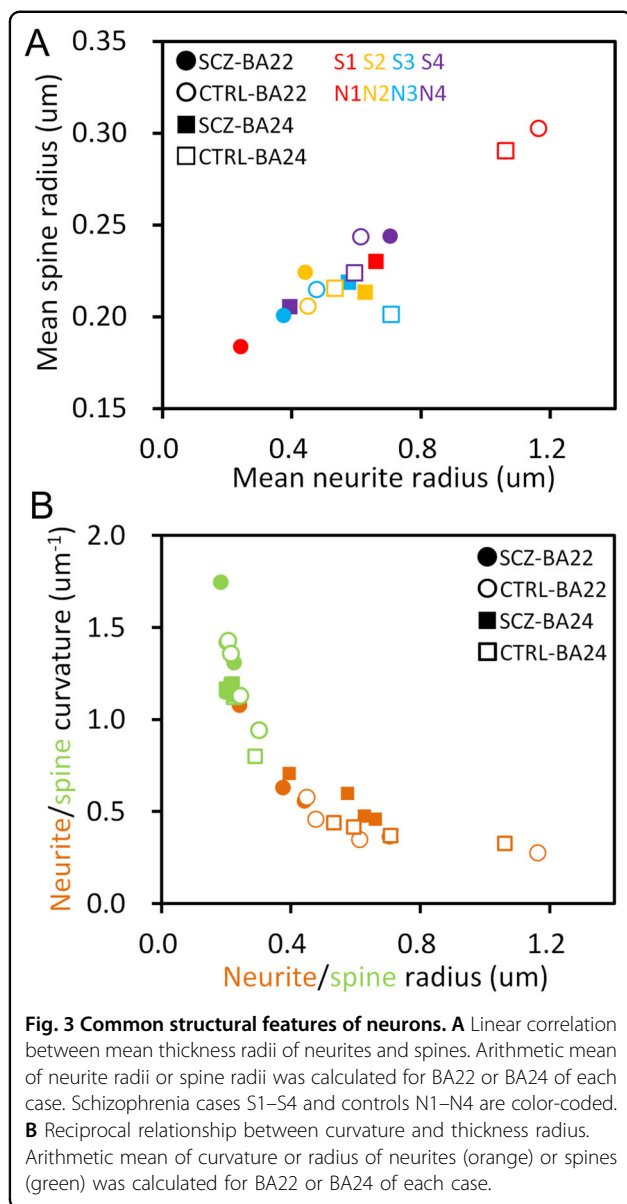 A
0.35
0.30
0.25
0.20
0.15
Mean spine radius (um)
SCZ-BA22
CTRL-BA22
SCZ-BA24
CTRL-BA24
S1 S2 S3 S4
N1N2N3N4
0.0 0.4 0.8 1.2
Mean neurite radius (um)
B
2.0
1.5
1.0
0.5
0.0
Neurite/spine curvature (um⁻¹)
SCZ-BA22
CTRL-BA22
SCZ-BA24
CTRL-BA24
0.0 0.4 0.8 1.2
Neurite/spine radius (um)
Fig. 3 Common structural features of neurons. A Linear correlation
between mean thickness radii of neurites and spines. Arithmetic mean
of neurite radii or spine radii was calculated for BA22 or BA24 of each
case. Schizophrenia cases S1–S4 and controls N1–N4 are color-coded.
B Reciprocal relationship between curvature and thickness radius.
Arithmetic mean of curvature or radius of neurites (orange) or spines
(green) was calculated for BA22 or BA24 of each case.